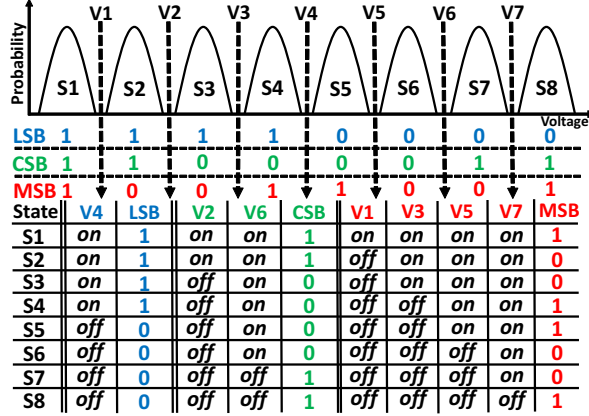 V1 V2 V3 V4 V5 V6 V7
Probability
S1 S2 S3 S4 S5 S6 S7 S8
Voltage
LSB 1 1 1 1 0 0 0 0
CSB 1 1 0 0 0 0 1 1
MSB 1 0 0 1 1 0 0 1
State V4 LSB V2 V6 CSB V1 V3 V5 V7 MSB
S1 on 1 on on 1 on on on on 1
S2 on 1 on on 1 off on on on 0
S3 on 1 off on 0 off on on on 0
S4 on 1 off on 0 off off on on 1
S5 off 0 off on 0 off off on on 1
S6 off 0 off on 0 off off off on 0
S7 off 0 off off 1 off off off on 0
S8 off 0 off off 1 off off off off 1